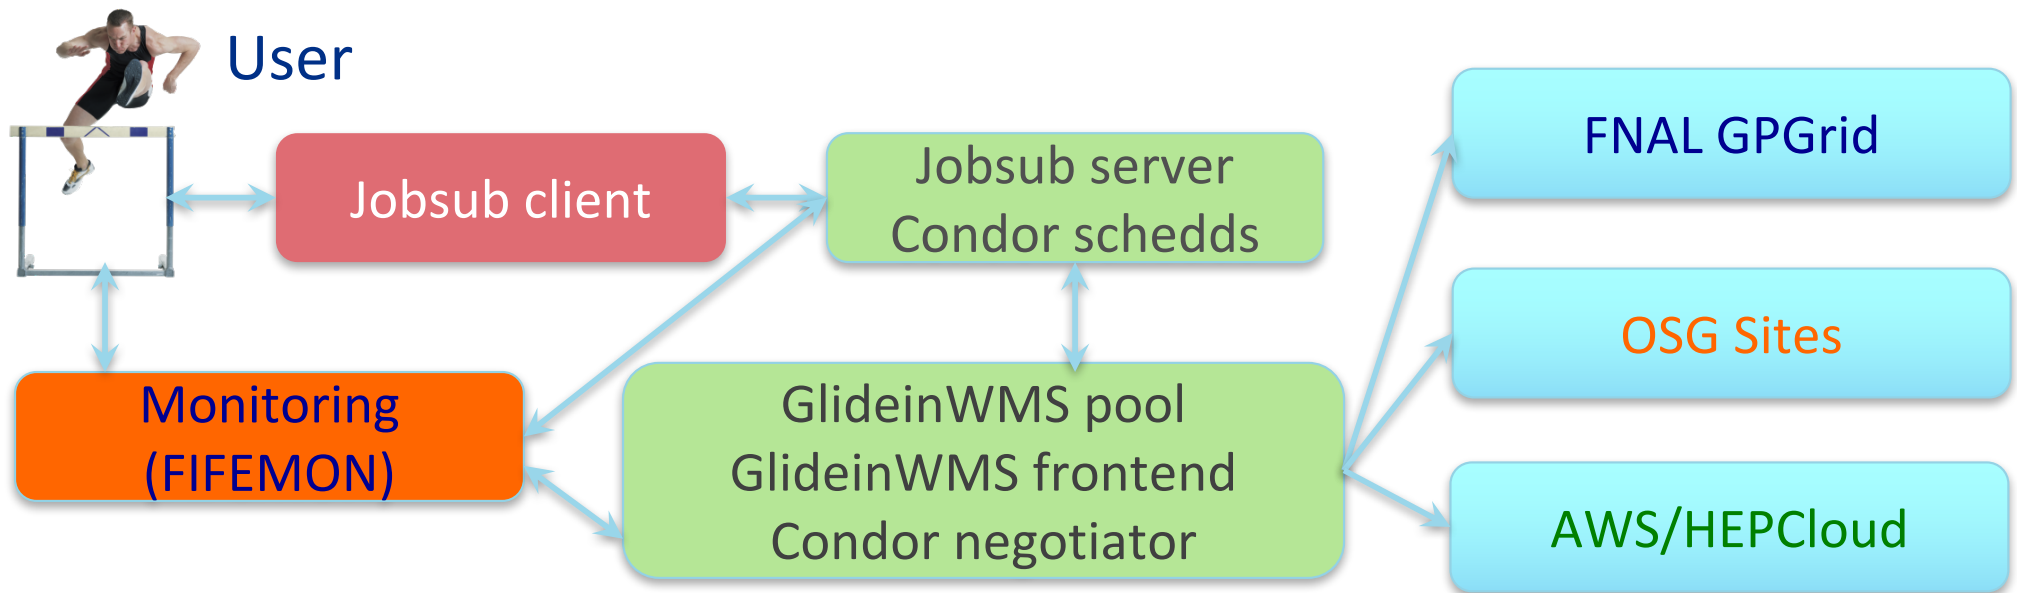 User
Jobsub client
Jobsub server
Condor schedds
FNAL GPGrid
OSG Sites
AWS/HEPCloud
Monitoring
(FIFEMON)
GlideinWMS pool
GlideinWMS frontend
Condor negotiator